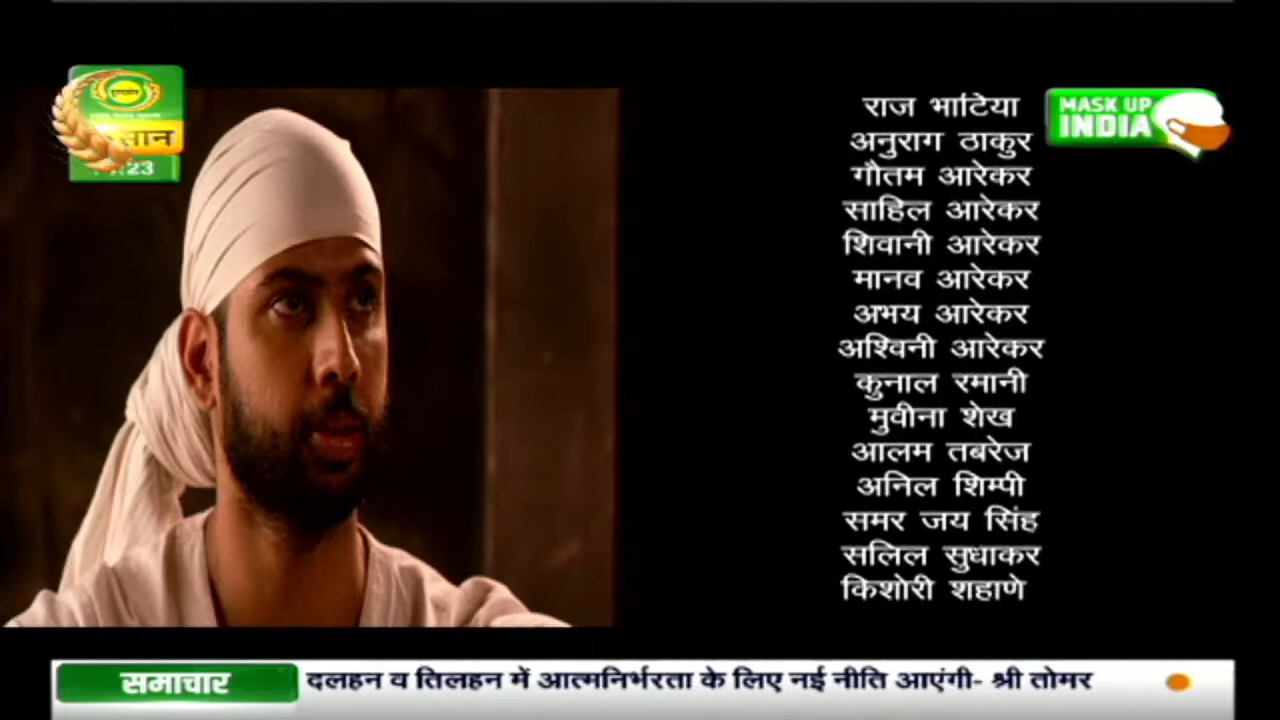 सान
:23
राज भाटिया
अनुराग ठाकुर
गौतम आरेकर
साहिल आरेकर
शिवानी आरेकर
मानव आरेकर
अभय आरेकर
अश्विनी आरेकर
कुनाल रमानी
मुवीना शेख
आलम तबरेज
अनिल शिम्पी
समर जय सिंह
सलिल सुधाकर
किशोरी शहाणे
MASK UP
INDIA
समाचार
दलहन व तिलहन में आत्मनिर्भरता के लिए नई नीति आएंगी- श्री तोमर